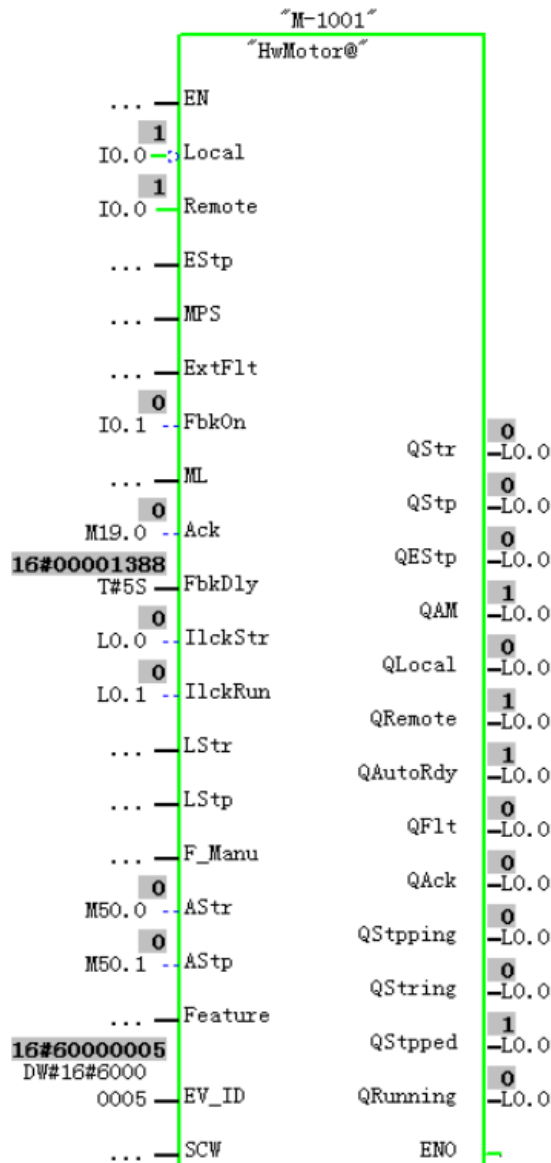 "M-1001"
"HwMotor@"
... EN
1
I0.0 Local
1
I0.0 Remote
... EStp
... MPS
... ExtFlt
0
I0.1 FbkOn
0
QStr L0.0
... ML
0
QStp L0.0
0
M19.0 Ack
0
QEStp L0.0
16#00001388
T#5S FbkDly
1
QAM L0.0
0
L0.0 IlckStr
0
QLocal L0.0
0
L0.1 IlckRun
1
QRemote L0.0
... LStr
1
QAutoRdy L0.0
... LStp
0
QFlt L0.0
... F_Manu
0
QAck L0.0
0
M50.0 AStr
0
QStpping L0.0
0
M50.1 AStp
0
QString L0.0
... Feature
1
QStpped L0.0
16#60000005
DW#16#6000
0005 EV_ID
0
QRunning L0.0
... SCW ENO